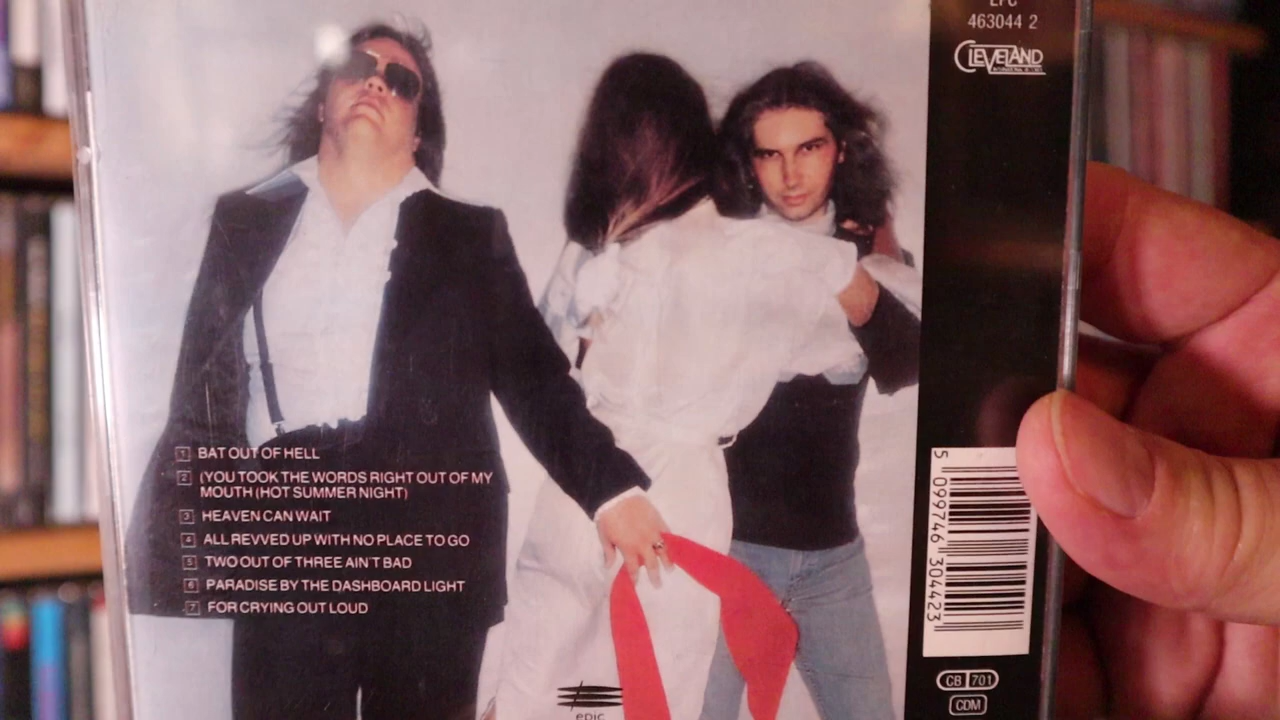 EPC
463044 2
CLEVELAND
1 BAT OUT OF HELL
2 (YOU TOOK THE WORDS RIGHT OUT OF MY
MOUTH (HOT SUMMER NIGHT)
3 HEAVEN CAN WAIT
4 ALL REVVED UP WITH NO PLACE TO GO
5 TWO OUT OF THREE AIN'T BAD
6 PARADISE BY THE DASHBOARD LIGHT
7 FOR CRYING OUT LOUD
epic
5 099746 304423
CB 701
CDM